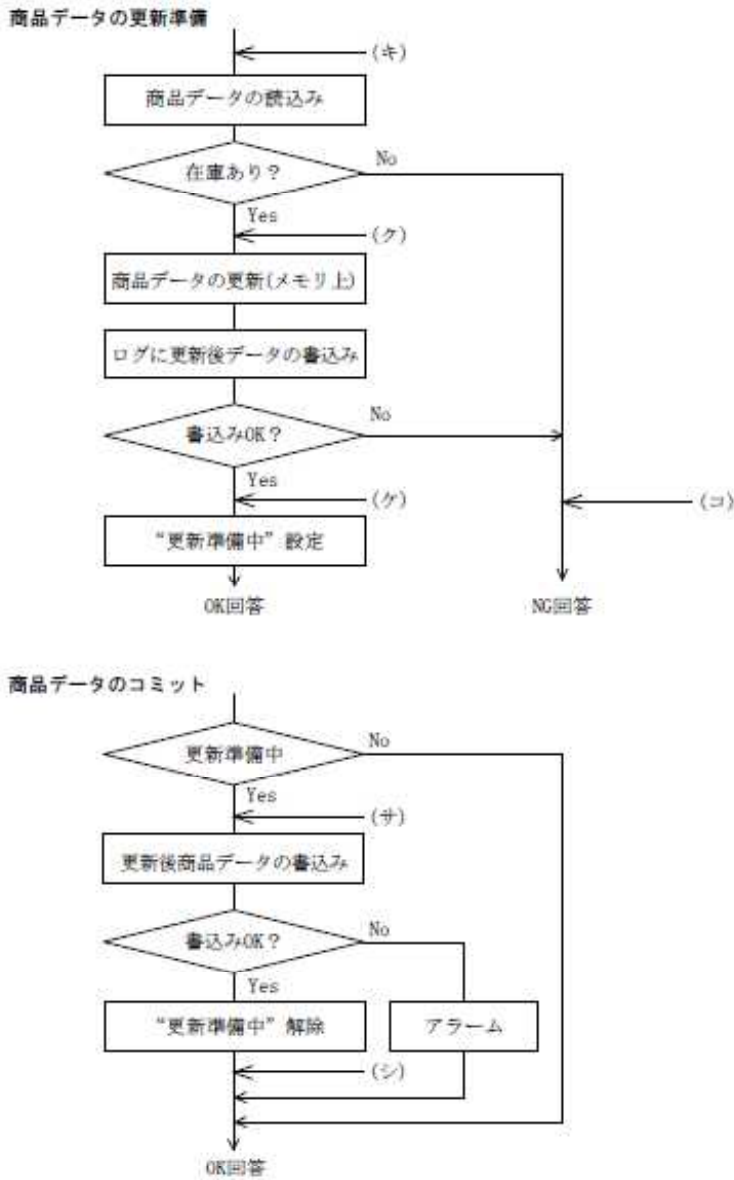 商品データの更新準備
(キ)
商品データの読込み
在庫あり？
No
Yes
(ク)
商品データの更新(メモリ上)
ログに更新後データの書込み
書込みOK？
No
Yes
(ケ)
(コ)
“更新準備中”設定
OK回答
NG回答
商品データのコミット
更新準備中
No
Yes
(サ)
更新後商品データの書込み
書込みOK？
No
Yes
“更新準備中”解除
アラーム
(シ)
OK回答